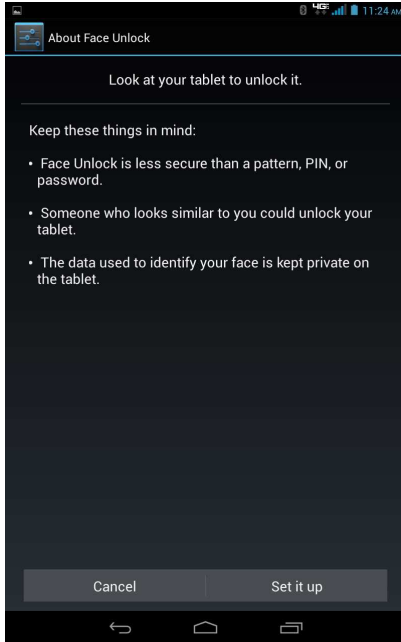 4G 11:24 AM
About Face Unlock
Look at your tablet to unlock it.
Keep these things in mind:
• Face Unlock is less secure than a pattern, PIN, or
password.
• Someone who looks similar to you could unlock your
tablet.
• The data used to identify your face is kept private on
the tablet.
Cancel Set it up